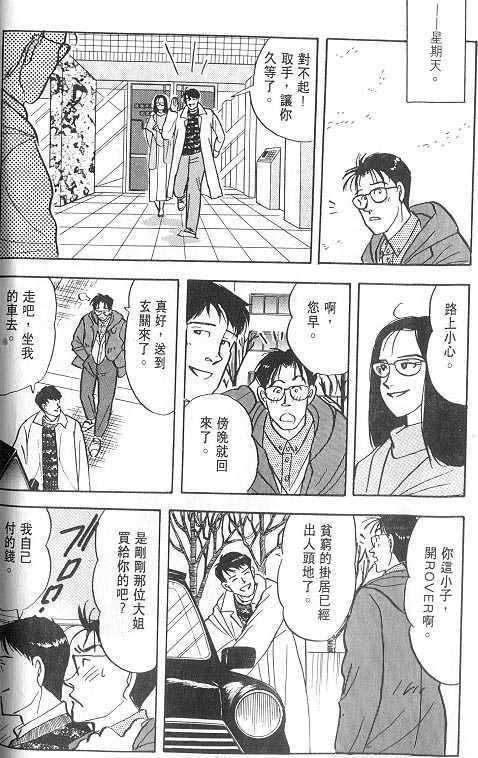 ——星期天。
對不起！
取手，讓你
久等了。
路上小心。
啊，
您早。
傍晚就回
來了。
真好，送到
玄關來了。
走吧，坐我
的車去。
你這小子，
開ROVER啊。
貧窮的掛居已經
出人頭地了。
是剛剛那位大姐
買給你的吧？
我自己
付的錢。